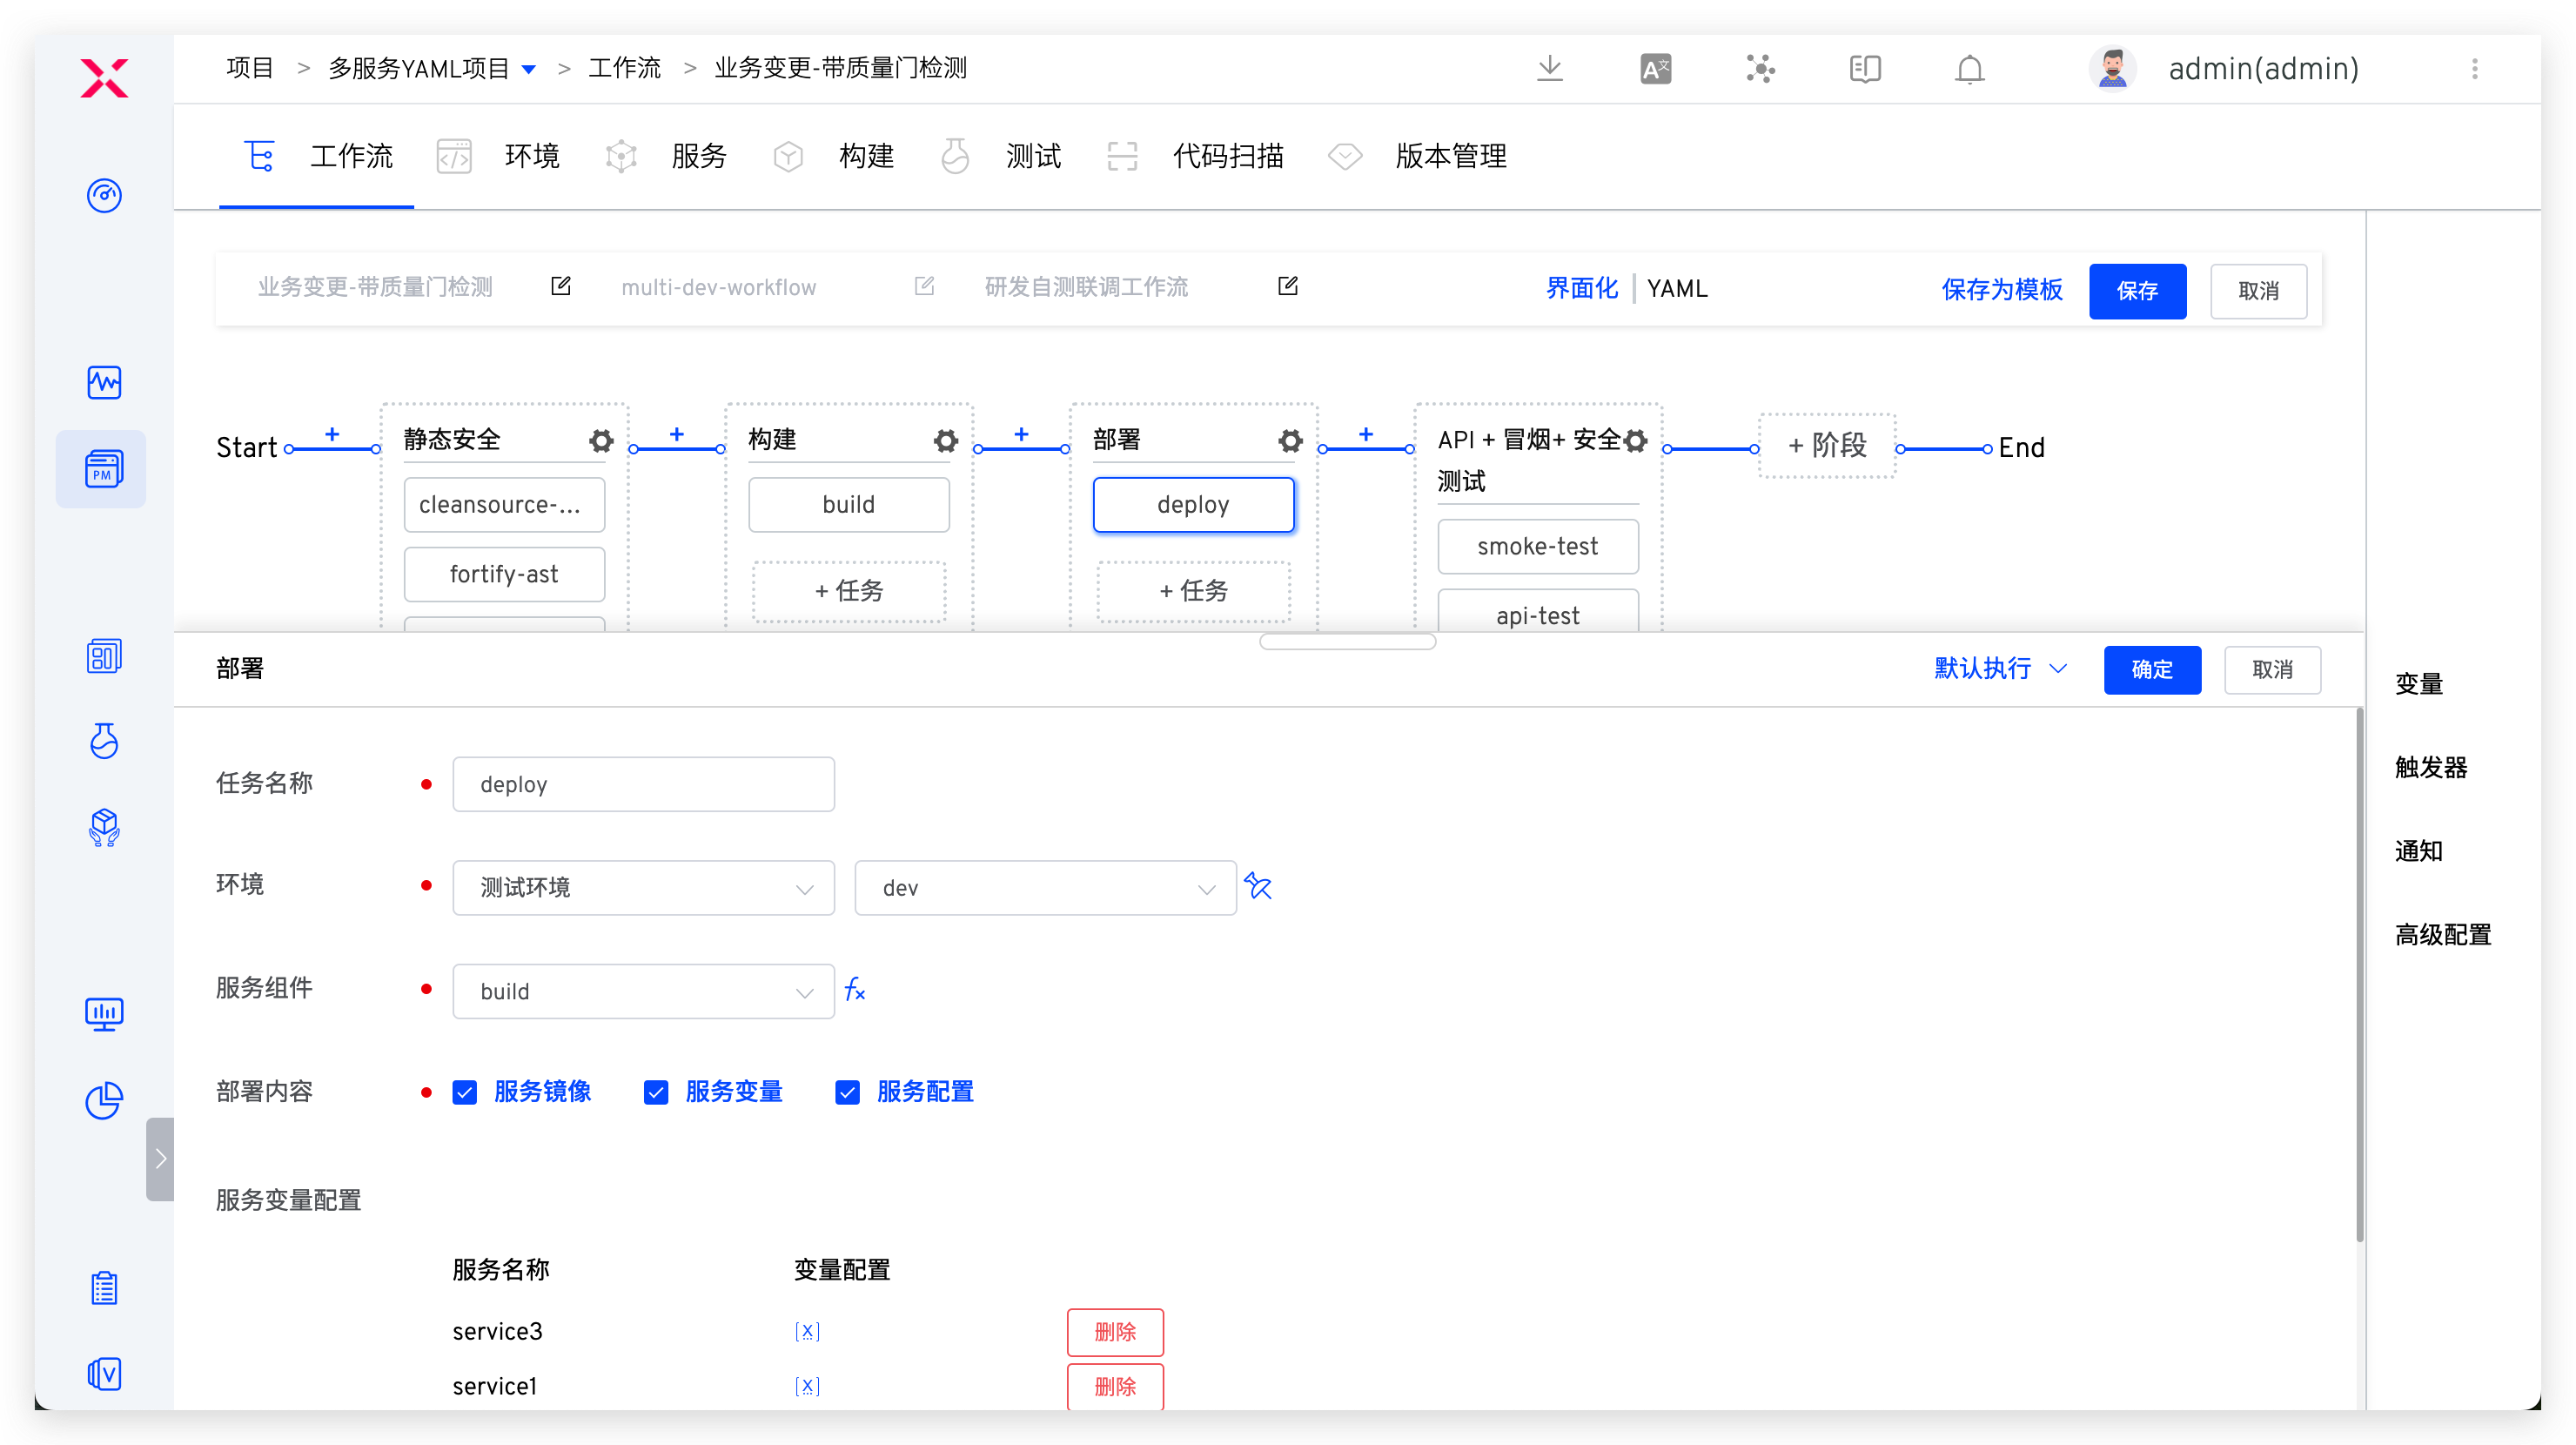 项目 > 多服务YAML项目 > 工作流 > 业务变更-带质量门检测
admin(admin)
工作流 环境 服务 构建 测试 代码扫描 版本管理
业务变更-带质量门检测 multi-dev-workflow 研发自测联调工作流 界面化 | YAML 保存为模板 保存 取消
Start + 静态安全 + 构建 + 部署 + API + 冒烟+ 安全 + 阶段 End
测试
cleansource-... build deploy
smoke-test
fortify-ast + 任务 + 任务
api-test
部署 默认执行 确定 取消
任务名称 deploy
环境 测试环境 dev
服务组件 build fx
部署内容 服务镜像 服务变量 服务配置
服务变量配置
服务名称 变量配置
service3 [x] 删除
service1 [x] 删除
变量
触发器
通知
高级配置
PM
V